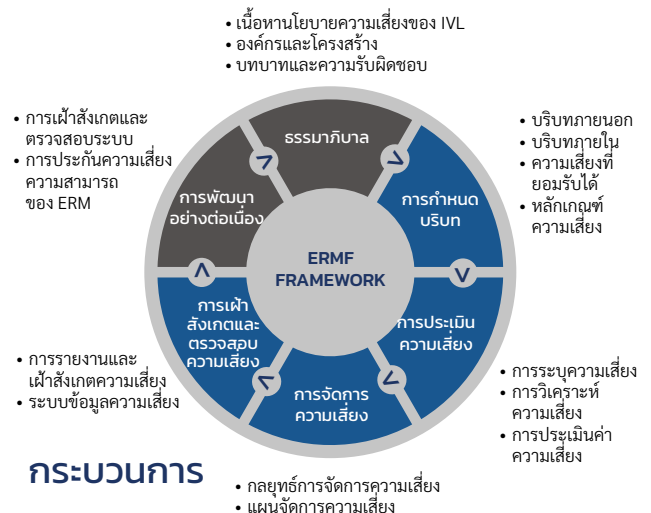 • เนื้อหานโยบายความเสี่ยงของ IVL
• องค์กรและโครงสร้าง
• บทบาทและความรับผิดชอบ
ธรรมาภิบาล
• บริบทภายนอก
• บริบทภายใน
• ความเสี่ยงที่
ยอมรับได้
• หลักเกณฑ์
ความเสี่ยง
การกำหนด
บริบท
การประเมิน
ความเสี่ยง
• การระบุความเสี่ยง
• การวิเคราะห์
ความเสี่ยง
• การประเมินค่า
ความเสี่ยง
การจัดการ
ความเสี่ยง
• กลยุทธ์การจัดการความเสี่ยง
• แผนจัดการความเสี่ยง
การเฝ้า
สังเกตและ
ตรวจสอบ
ความเสี่ยง
• การรายงานและ
เฝ้าสังเกตความเสี่ยง
• ระบบข้อมูลความเสี่ยง
การพัฒนา
อย่างต่อเนื่อง
• การเฝ้าสังเกตและ
ตรวจสอบระบบ
• การประกันความเสี่ยง
ความสามารถ
ของ ERM
ERMF
FRAMEWORK
กระบวนการ